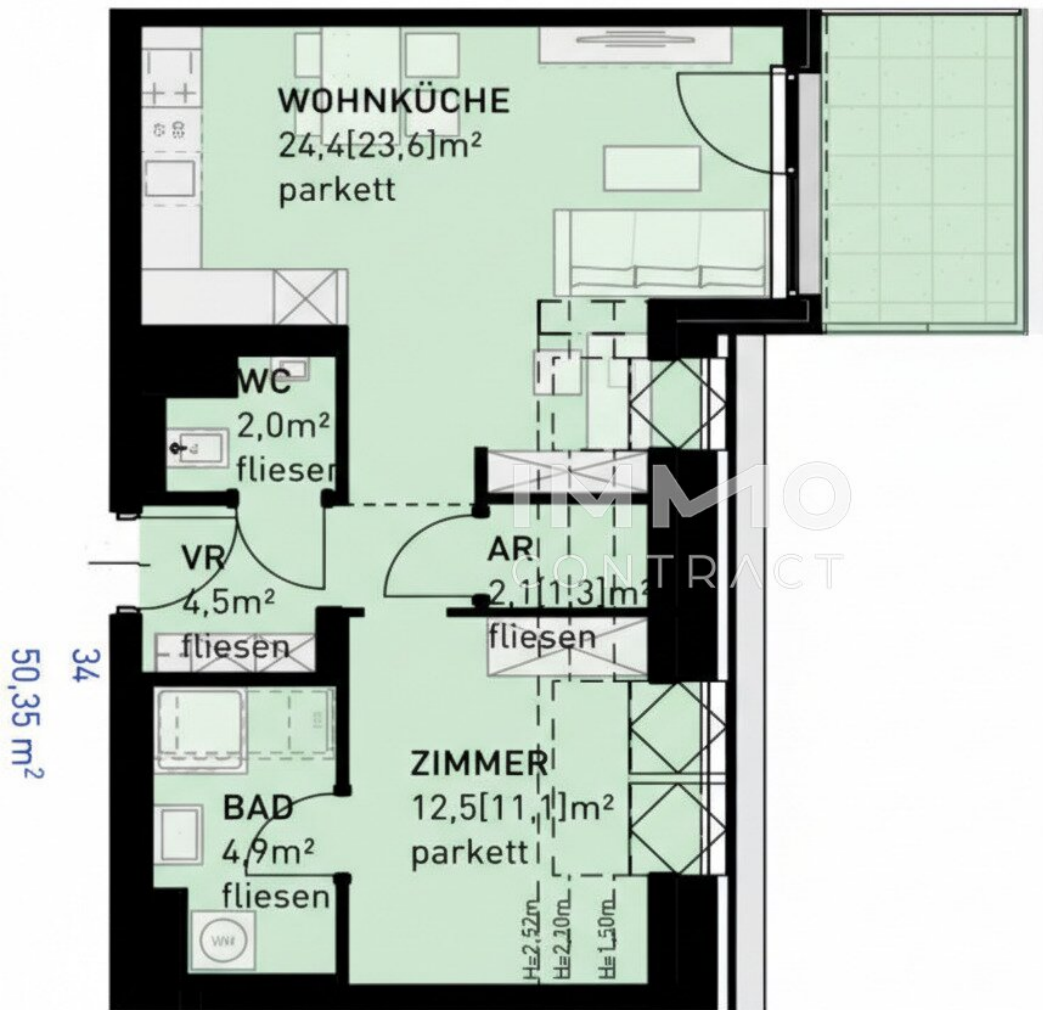 WOHNKÜCHE
24,4[23,6]m²
parkett
WC
2,0m²
fliesen
IMMO
CONTRACT
VR
4,5m²
fliesen
AR
2,1[1,3]m²
fliesen
34
50,35 m²
ZIMMER
12,5[11,1]m²
parkett
BAD
4,9m²
fliesen
WM
H=2,52m
H=2,10m
H=1,50m